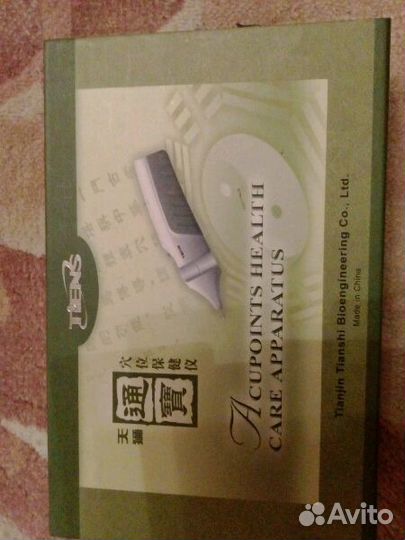 TIENS
天獅
通寶
穴位保健仪
ACUPOINTS HEALTH
CARE APPARATUS
Tianjin Tianshi Bioengineering Co., Ltd.
Made in China
Avito